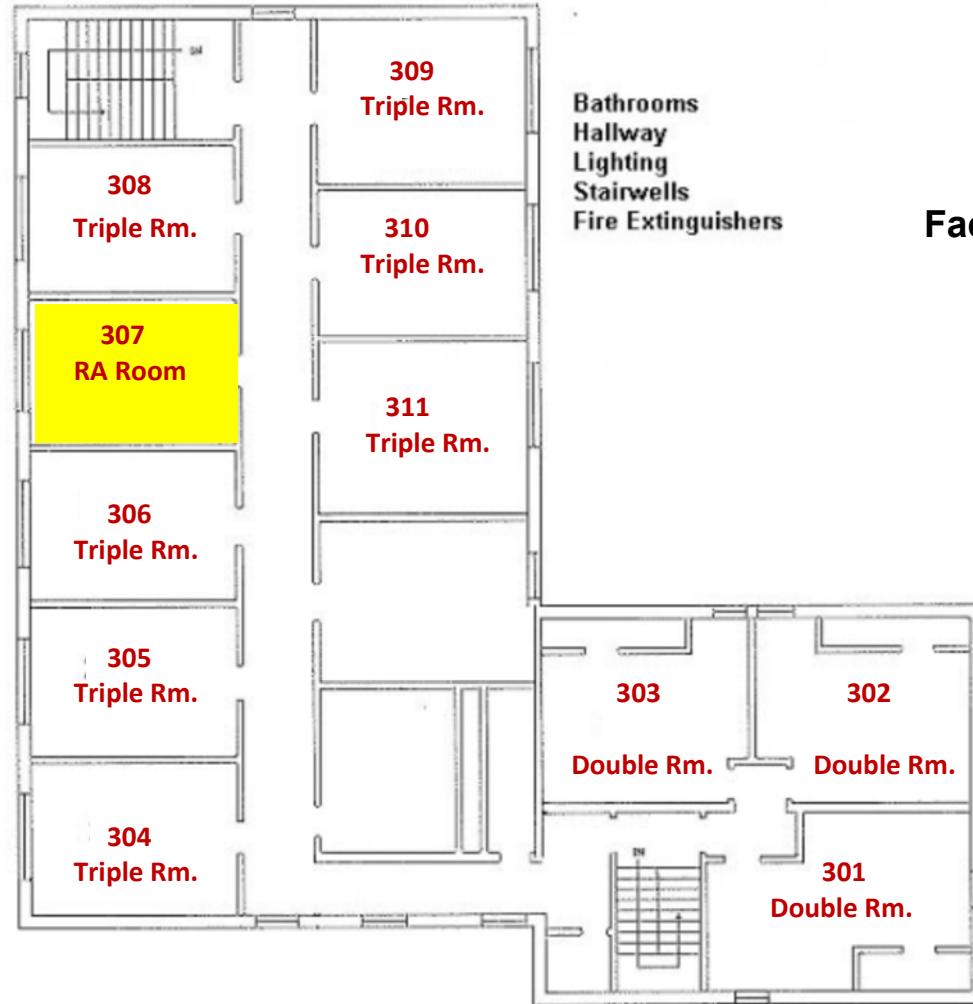 309
Triple Rm.
Bathrooms
Hallway
Lighting
Stairwells
Fire Extinguishers
Fac
308
Triple Rm.
310
Triple Rm.
307
RA Room
311
Triple Rm.
306
Triple Rm.
305
Triple Rm.
303
Double Rm.
302
Double Rm.
304
Triple Rm.
301
Double Rm.